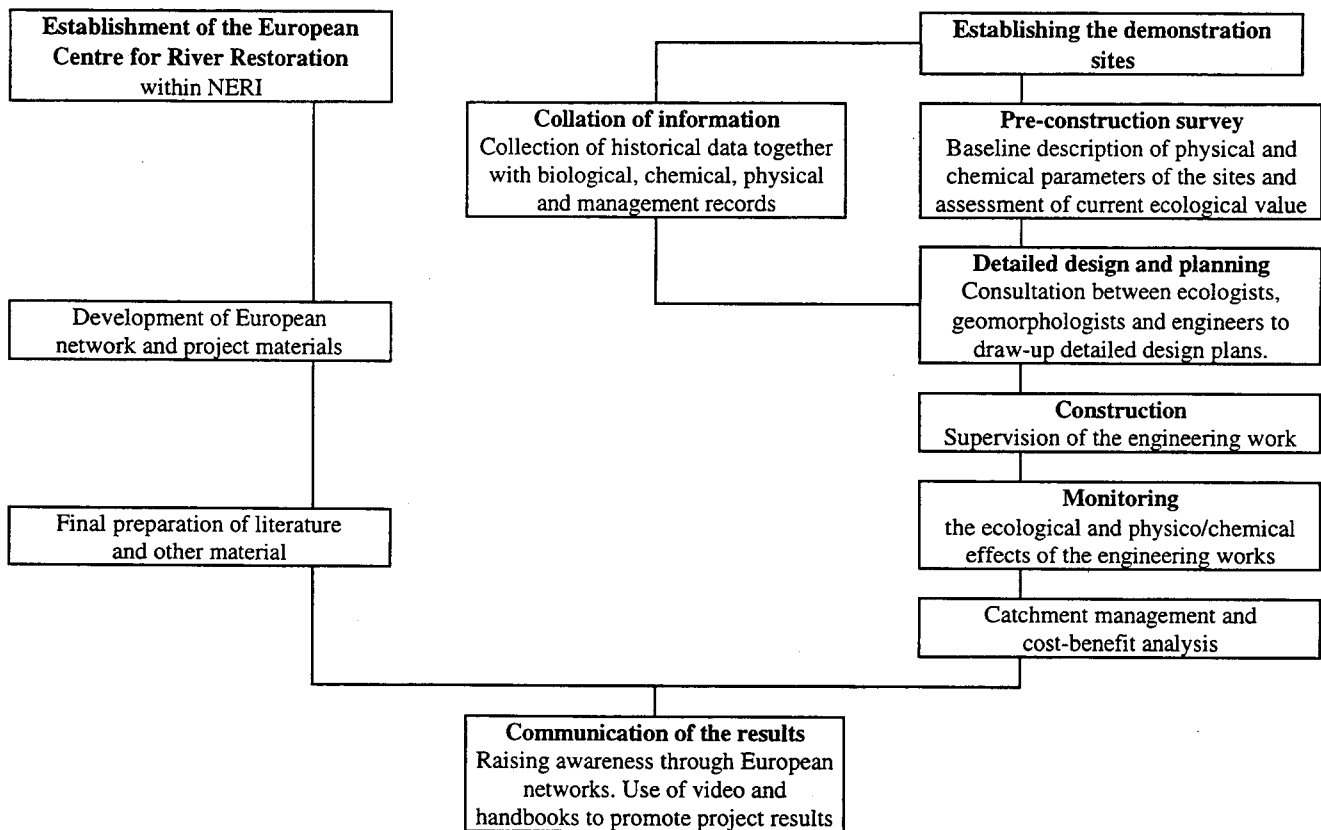 Establishment of the European
Centre for River Restoration
within NERI
Development of European
network and project materials
Final preparation of literature
and other material
Establishing the demonstration
sites
Collation of information
Collection of historical data together
with biological, chemical, physical
and management records
Pre-construction survey
Baseline description of physical and
chemical parameters of the sites and
assessment of current ecological value
Detailed design and planning
Consultation between ecologists,
geomorphologists and engineers to
draw-up detailed design plans.
Construction
Supervision of the engineering work
Monitoring
the ecological and physico/chemical
effects of the engineering works
Catchment management and
cost-benefit analysis
Communication of the results
Raising awareness through European
networks. Use of video and
handbooks to promote project results